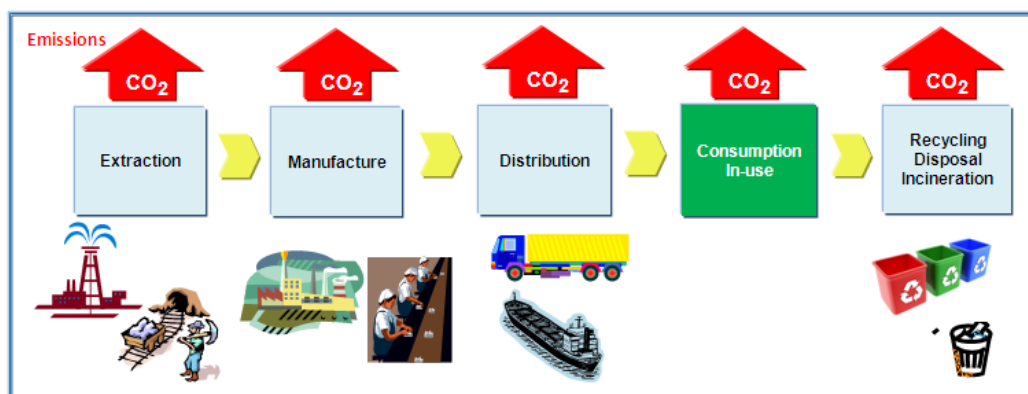 Emissions
CO₂
CO₂
CO₂
CO₂
CO₂
Extraction
Manufacture
Distribution
Consumption
In-use
Recycling
Disposal
Incineration